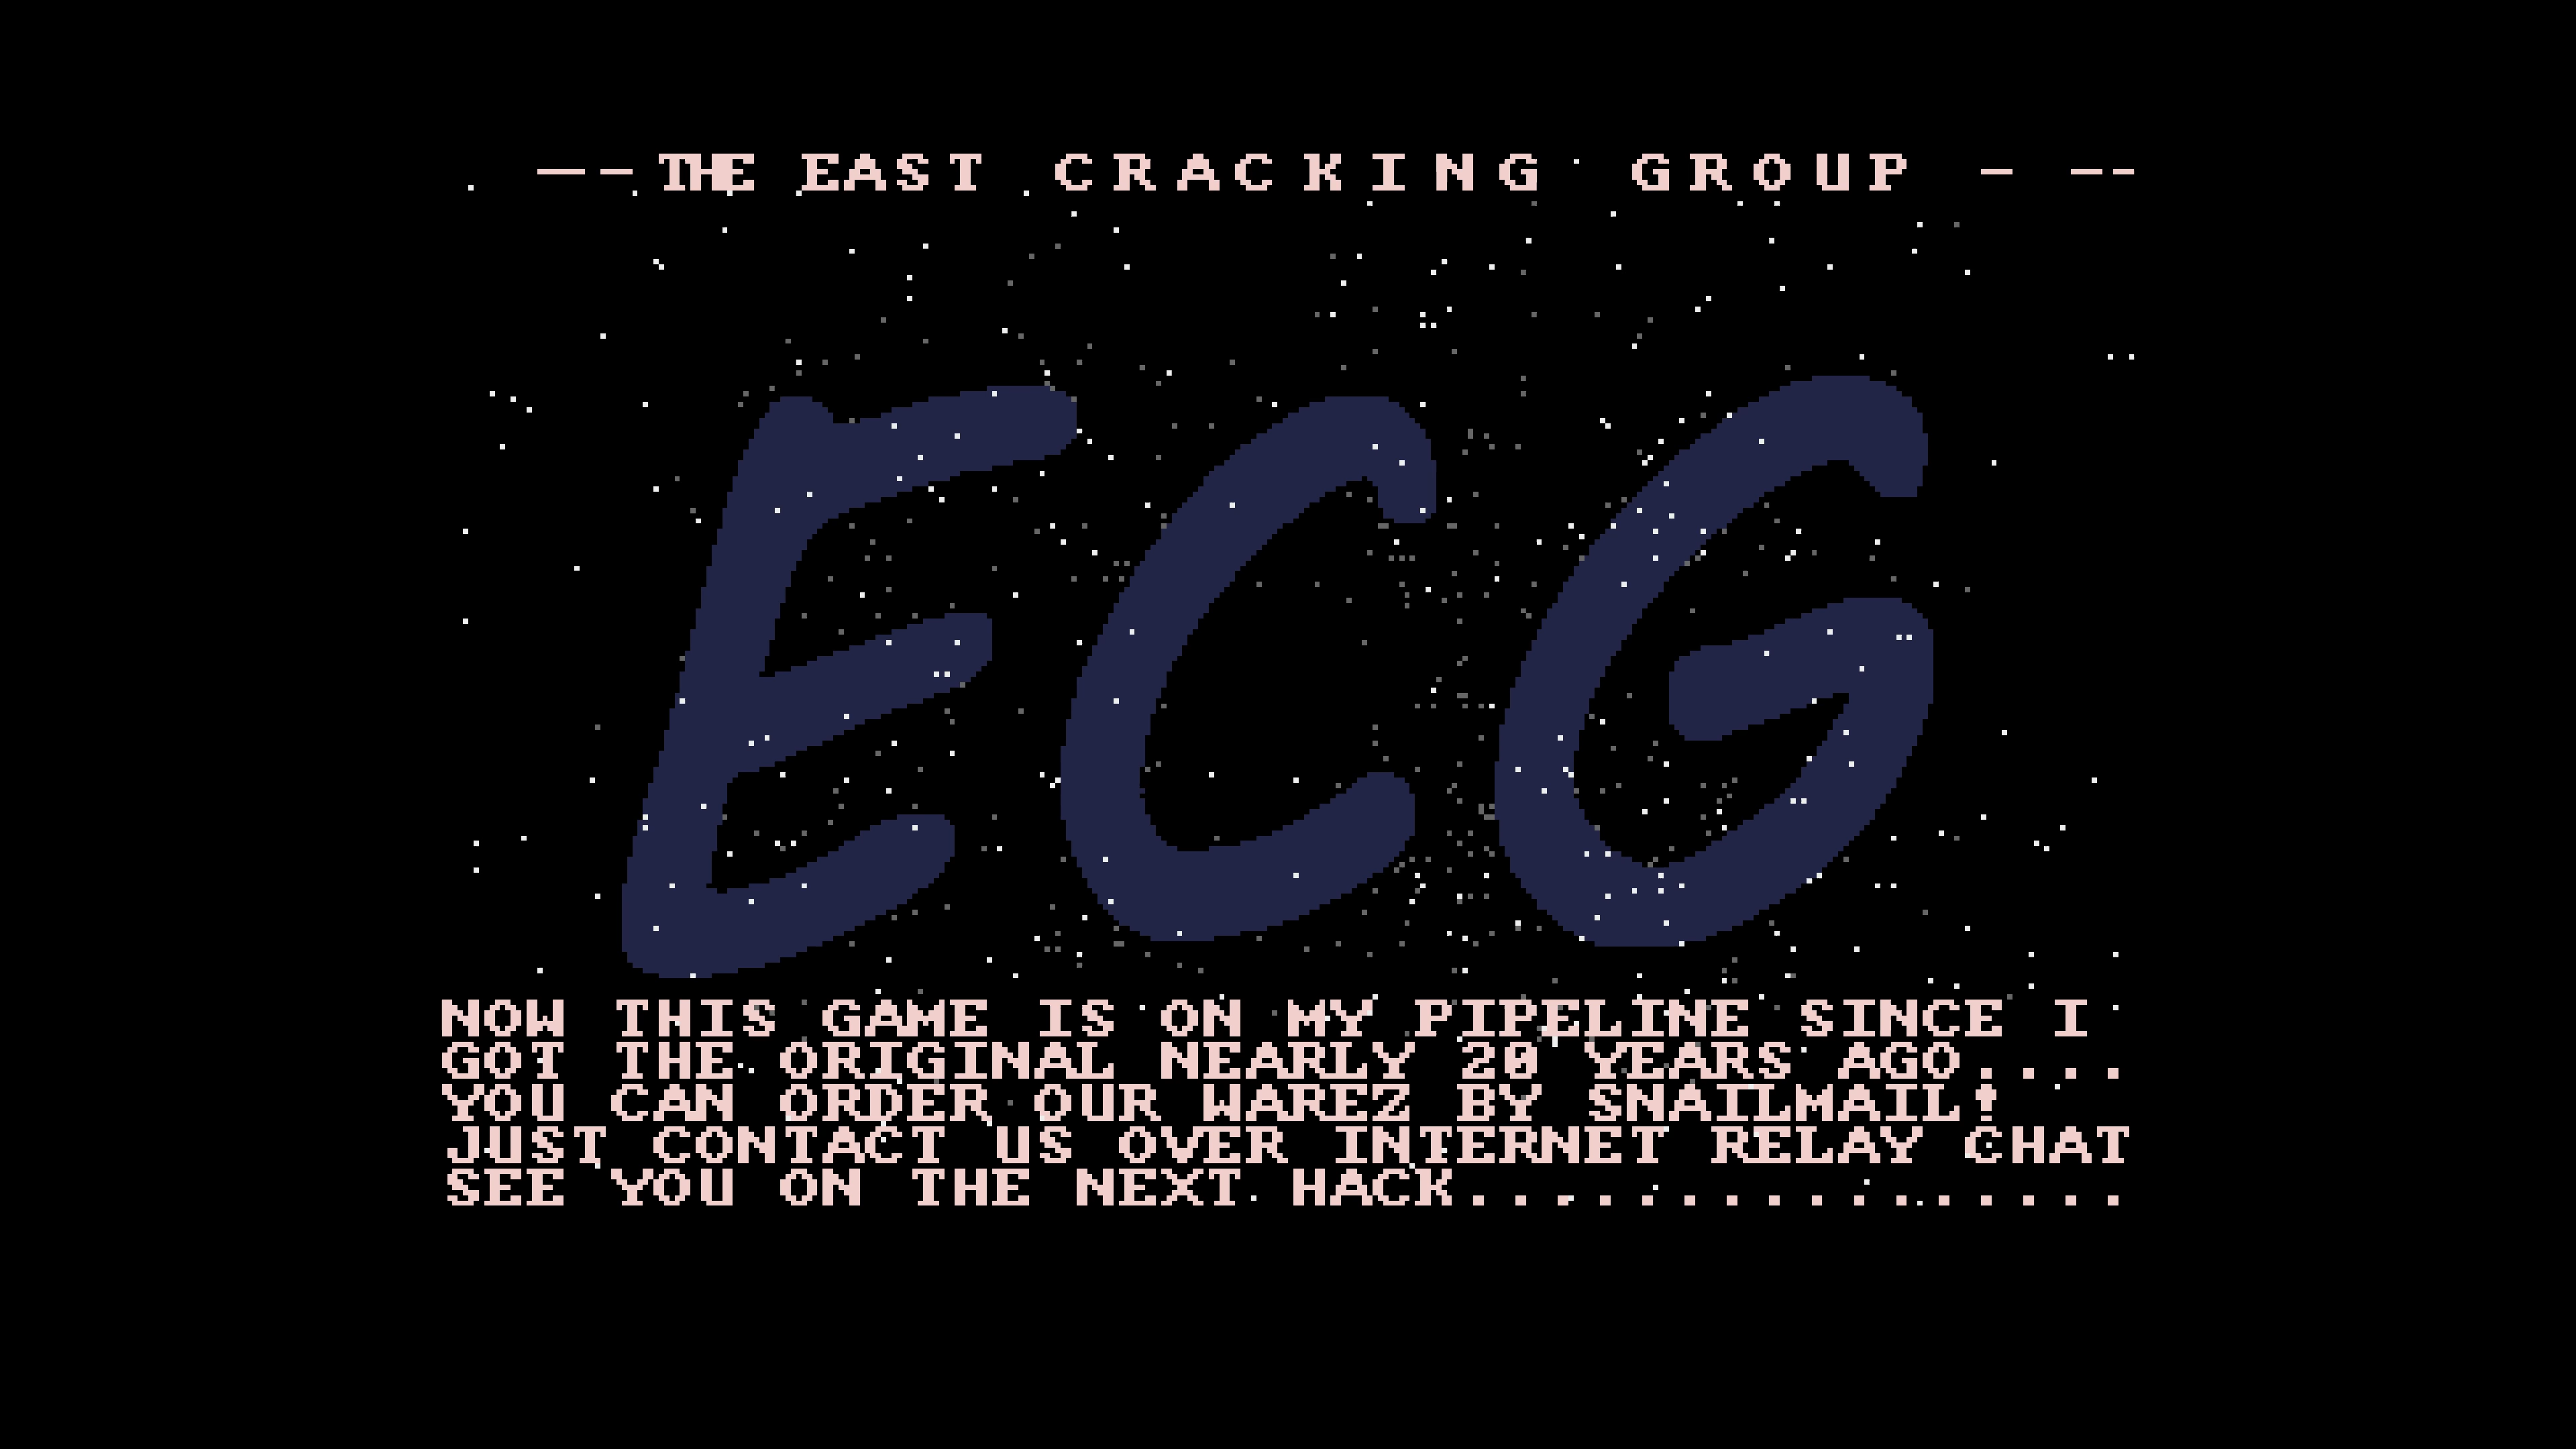 -- THE EAST CRACKING GROUP - --
ECG
NOW THIS GAME IS ON MY PIPELINE SINCE I
GOT THE ORIGINAL NEARLY 20 YEARS AGO....
YOU CAN ORDER OUR WAREZ BY SNAILMAIL!
JUST CONTACT US OVER INTERNET RELAY CHAT
SEE YOU ON THE NEXT HACK................